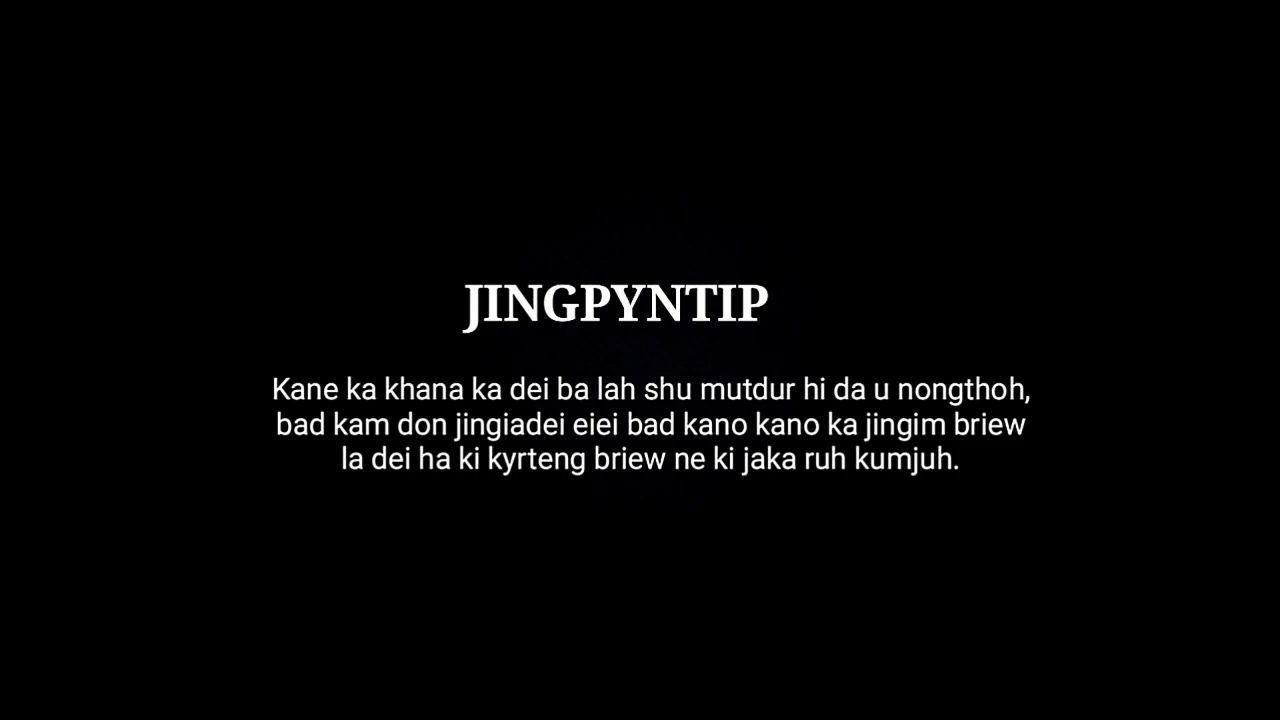 JINGPYNTIP
Kane ka khana ka dei ba lah shu mutdur hi da u nongthoh,
bad kam don jingiadei eiei bad kano kano ka jingim briew
la dei ha ki kyrteng briew ne ki jaka ruh kumjuh.